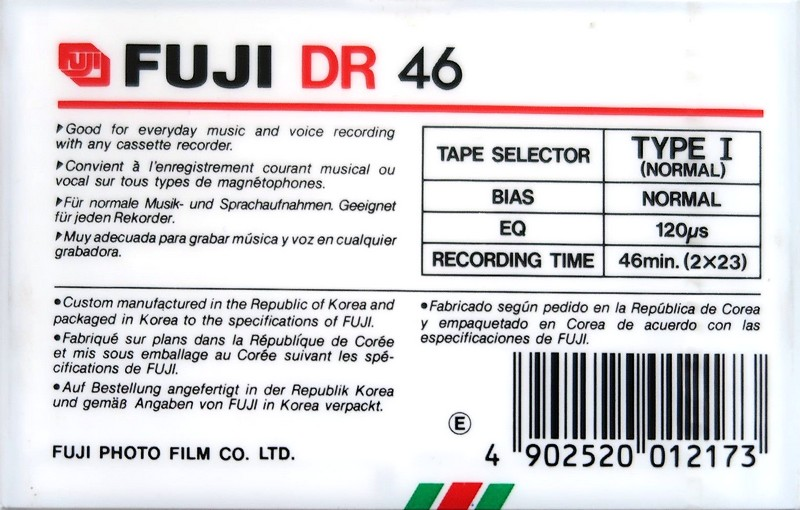 FUJI FUJI DR 46
▶Good for everyday music and voice recording
with any cassette recorder.
▶Convient à l'enregistrement courant musical ou
vocal sur tous types de magnétophones.
▶Für normale Musik- und Sprachaufnahmen. Geeignet
für jeden Rekorder.
▶Muy adecuada para grabar música y voz en cualquier
grabadora.
TAPE SELECTOR TYPE I
(NORMAL)
BIAS NORMAL
EQ 120µs
RECORDING TIME 46min. (2×23)
●Custom manufactured in the Republic of Korea and
packaged in Korea to the specifications of FUJI.
●Fabriqué sur plans dans la Républíque de Corée
et mis sous emballage au Corée suivant les spé-
cifications de FUJI.
●Auf Bestellung angefertigt in der Republik Korea
und gemäß Angaben von FUJI in Korea verpackt.
●Fabricado según pedido en la República de Corea
y empaquetado en Corea de acuerdo con las
especificaciones de FUJI.
FUJI PHOTO FILM CO. LTD.
E
4 902520 012173